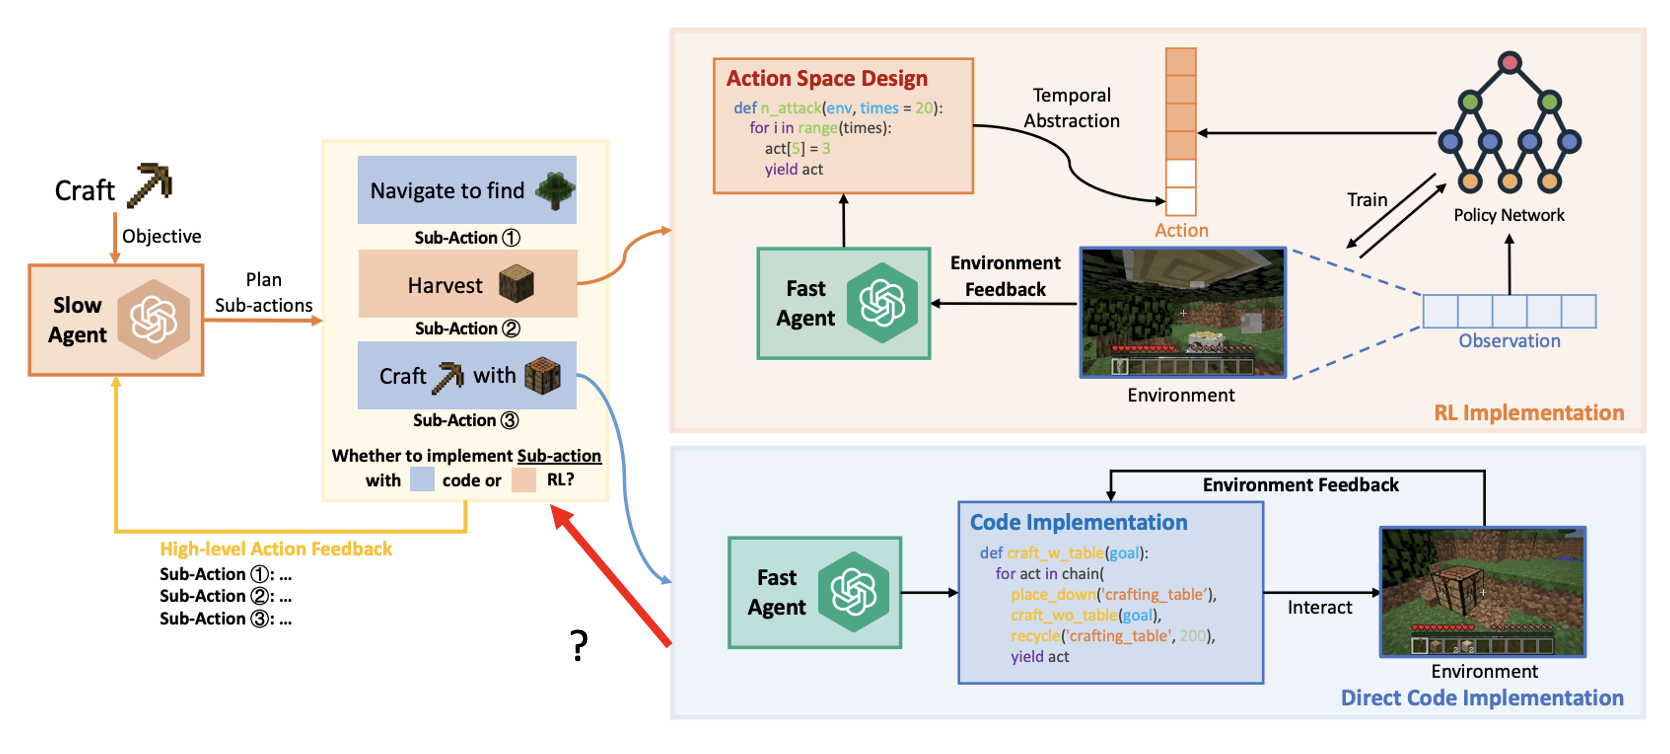 Craft
Objective
Slow
Agent
Plan
Sub-actions
Navigate to find
Sub-Action ①
Harvest
Sub-Action ②
Craft with
Sub-Action ③
Whether to implement Sub-action
with code or RL?
High-level Action Feedback
Sub-Action ①: ...
Sub-Action ②: ...
Sub-Action ③: ...
?
Action Space Design
def n_attack(env, times = 20):
for i in range(times):
act[5] = 3
yield act
Temporal
Abstraction
Action
Train
Policy Network
Fast
Agent
Environment
Feedback
Environment
Observation
RL Implementation
Environment Feedback
Fast
Agent
Code Implementation
def craft_w_table(goal):
for act in chain(
place_down('crafting_table'),
craft_wo_table(goal),
recycle('crafting_table', 200),
yield act
Interact
Environment
Direct Code Implementation